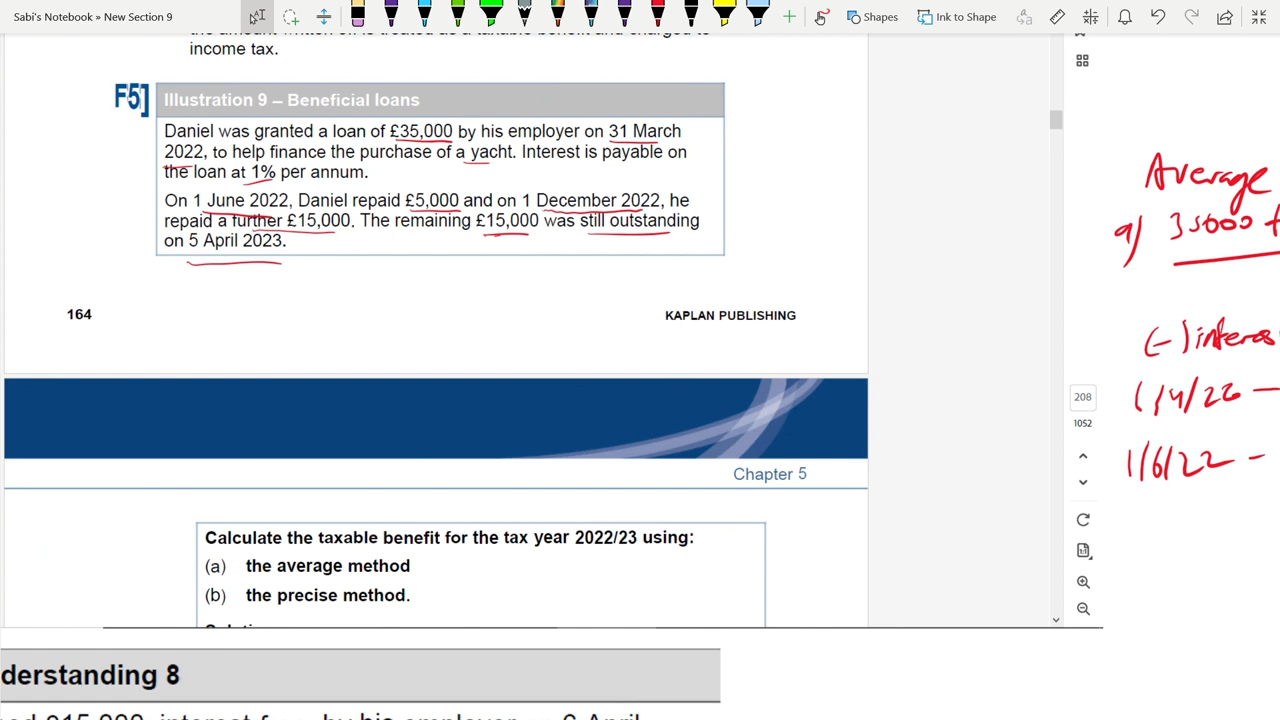 Sabi's Notebook » New Section 9
Shapes
Ink to Shape
income tax.
F5]
Illustration 9 – Beneficial loans
Daniel was granted a loan of £35,000 by his employer on 31 March
2022, to help finance the purchase of a yacht. Interest is payable on
the loan at 1% per annum.
On 1 June 2022, Daniel repaid £5,000 and on 1 December 2022, he
repaid a further £15,000. The remaining £15,000 was still outstanding
on 5 April 2023.
164
KAPLAN PUBLISHING
Average
a) 35000 +
(-) interes
208
1052
1/6/22 -
Chapter 5
Calculate the taxable benefit for the tax year 2022/23 using:
(a) the average method
(b) the precise method.
derstanding 8